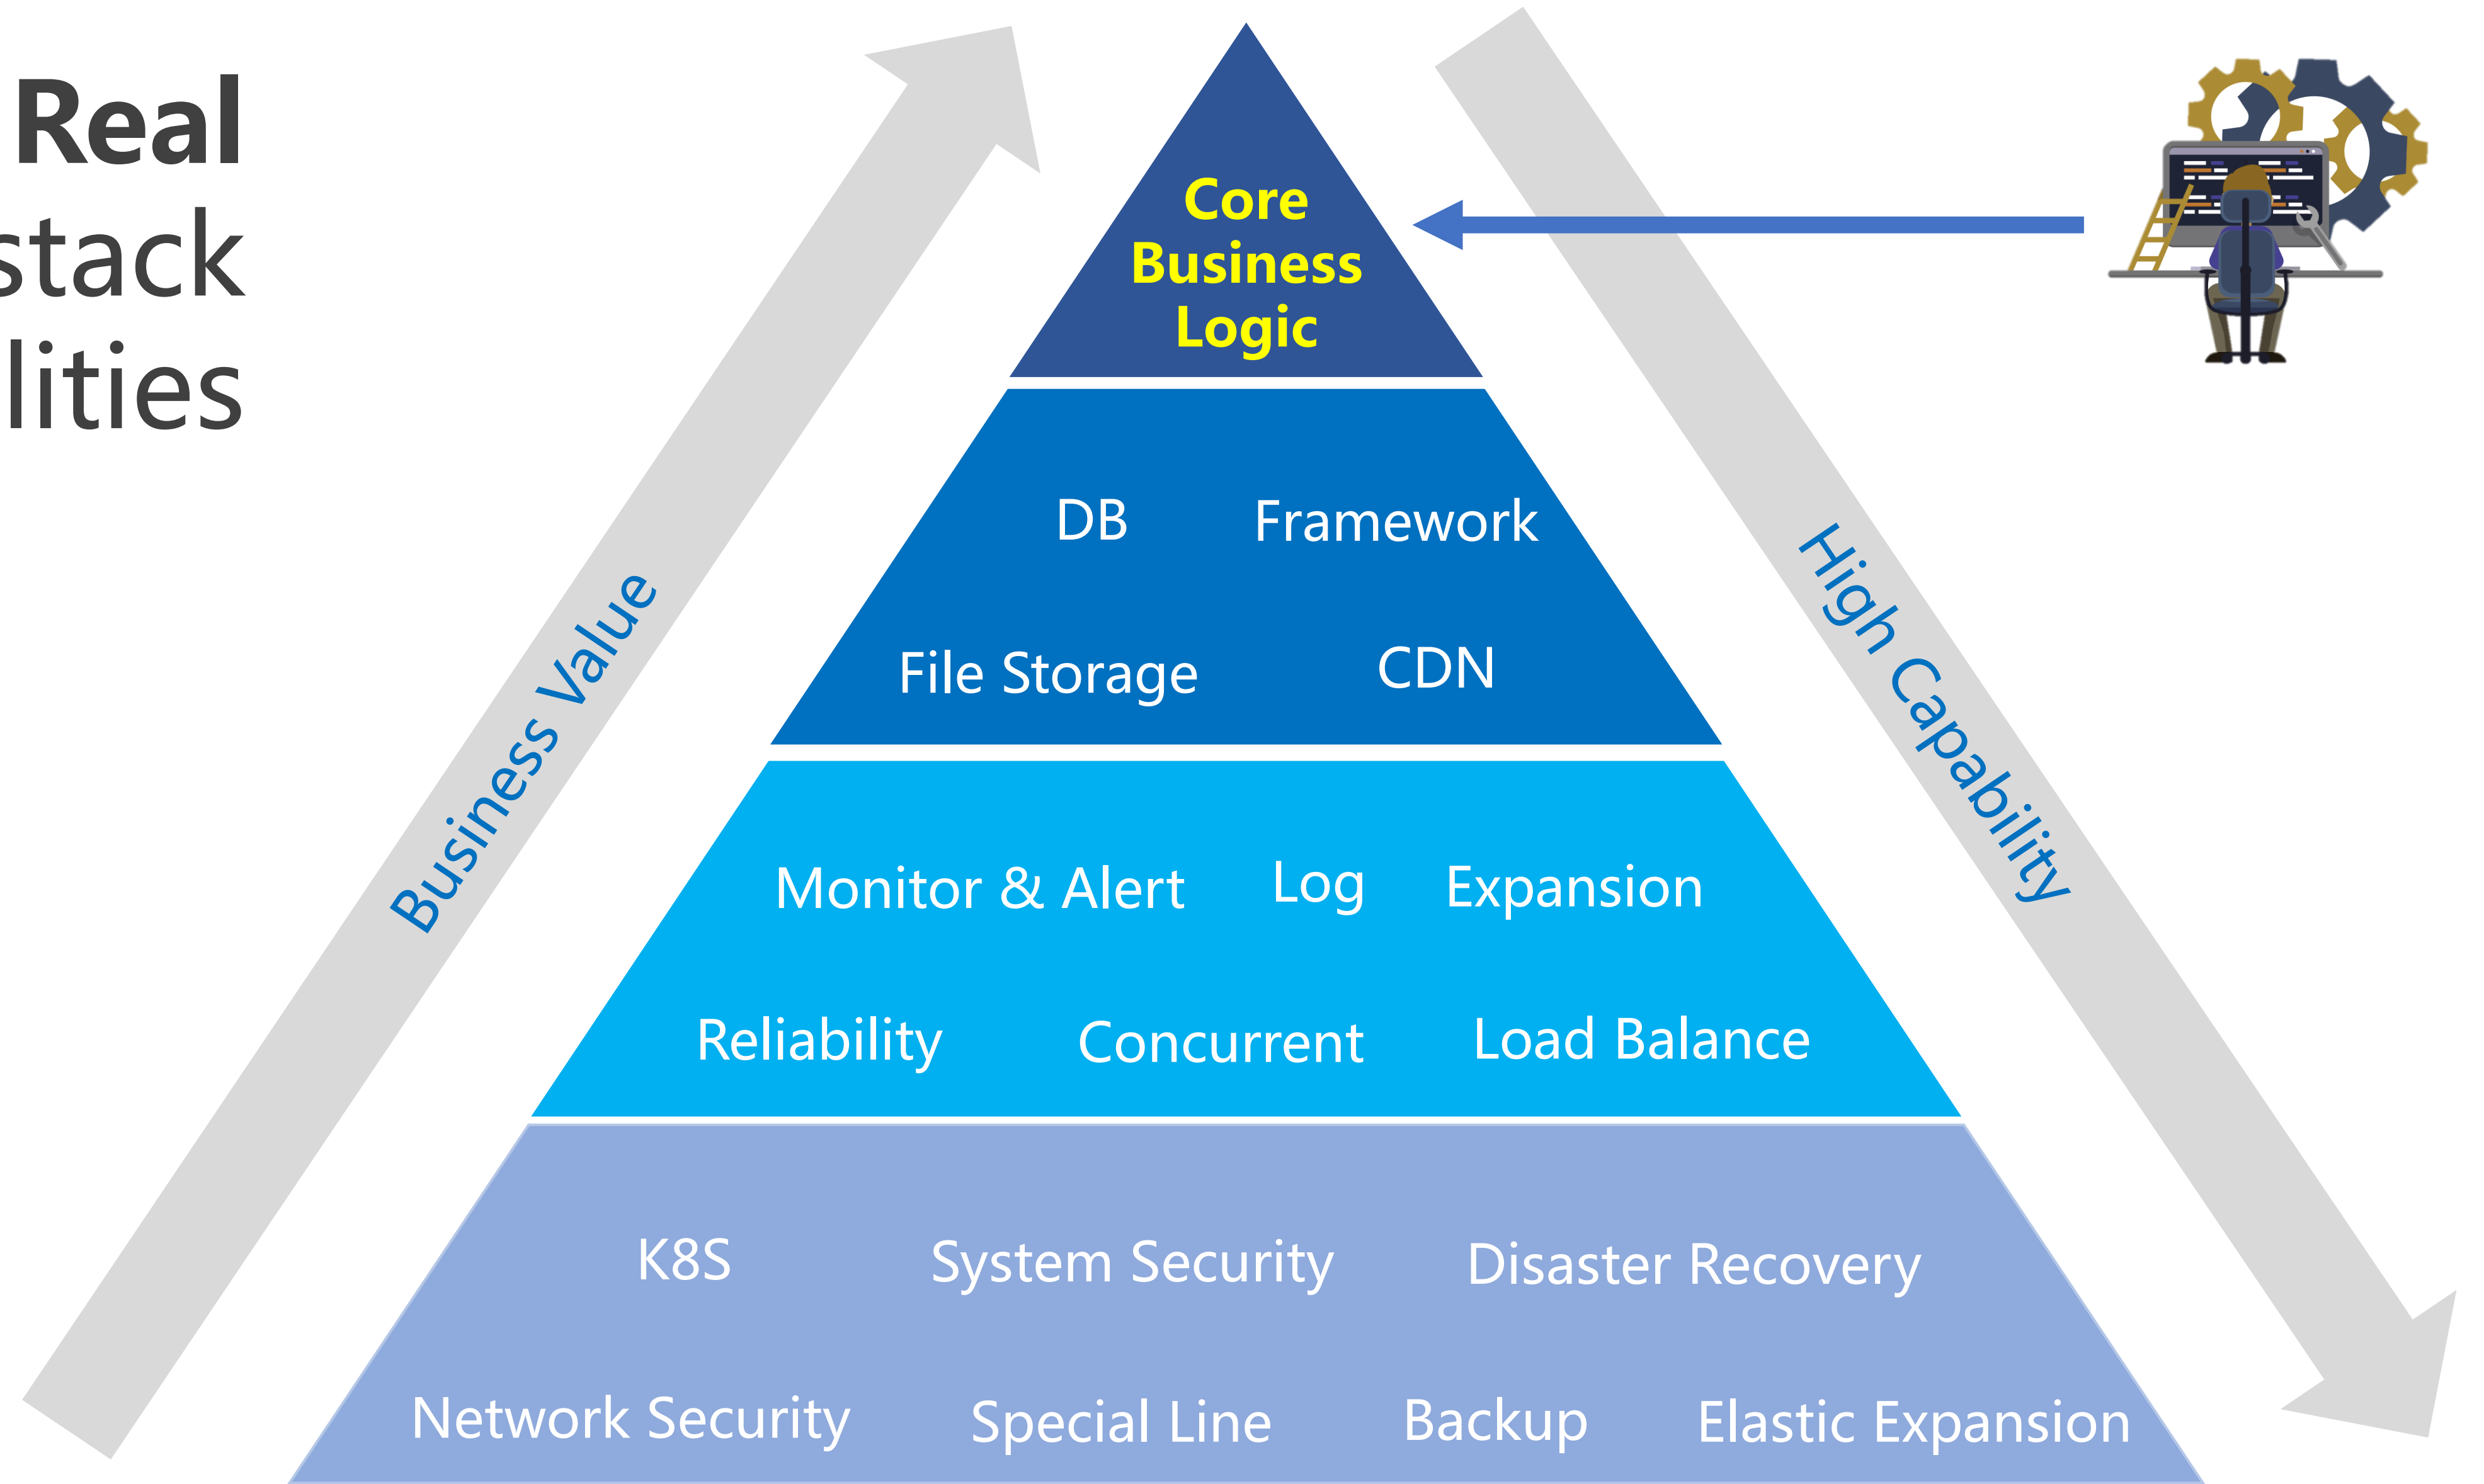 Real
stack
lities
Core
Business
Logic
DB Framework
File Storage CDN
Monitor & Alert Log Expansion
Reliability Concurrent Load Balance
K8S System Security Disaster Recovery
Network Security Special Line Backup Elastic Expansion
Business Value
High Capability